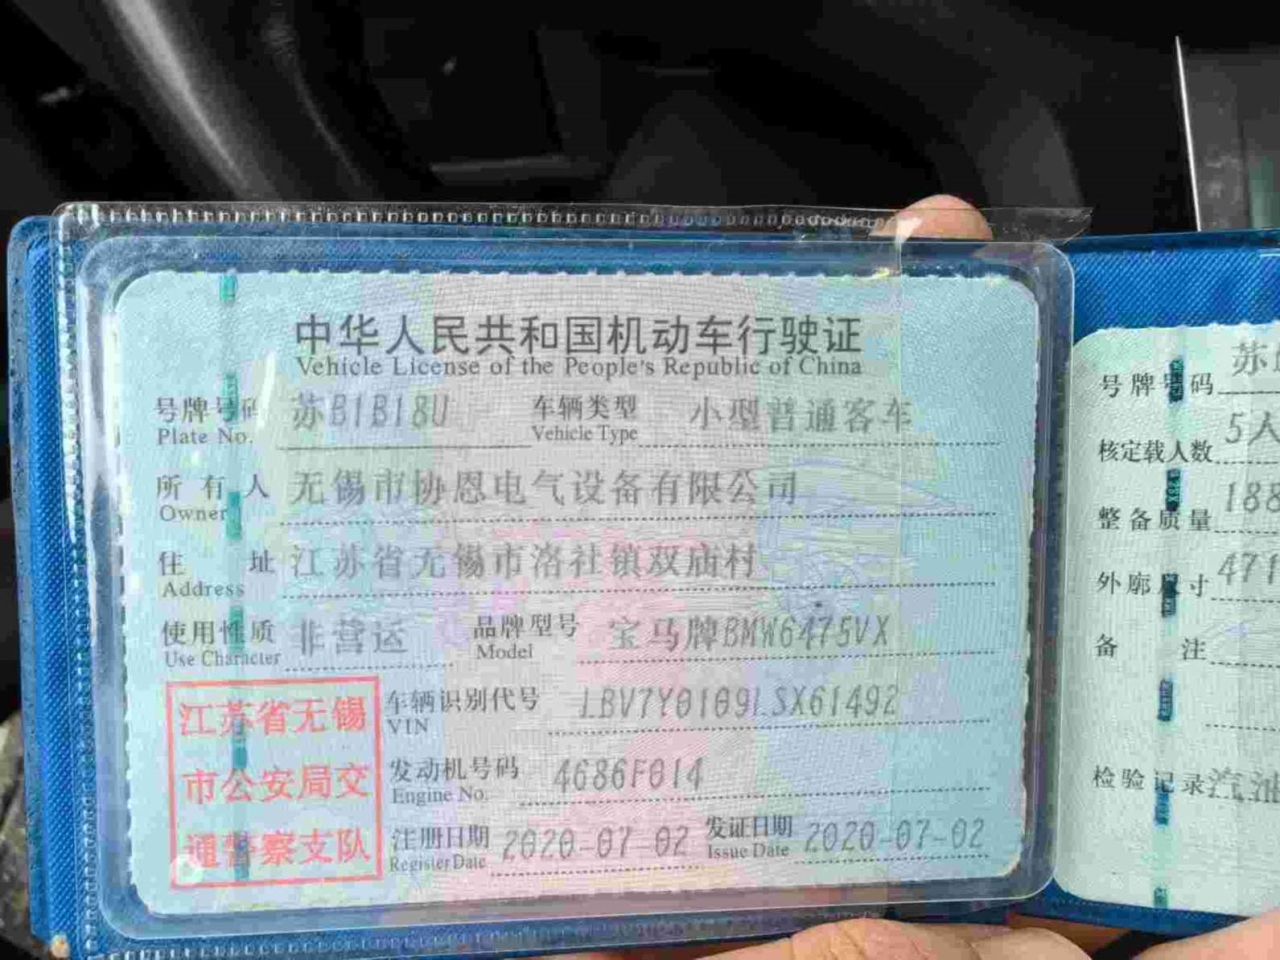 中华人民共和国机动车行驶证
Vehicle License of the People's Republic of China
号牌号码 苏B1B18U 车辆类型 小型普通客车
Plate No. Vehicle Type
所有人 无锡市协恩电气设备有限公司
Owner
住址 江苏省无锡市洛社镇双庙村
Address
使用性质 非营运 品牌型号 宝马牌BMW6475VX
Use Character Model
江苏省无锡
市公安局交
通警察支队
车辆识别代号 LBV7Y0109LSX61492
VIN
发动机号码 4686F014
Engine No.
注册日期 2020-07-02 发证日期 2020-07-02
Register Date Issue Date
号牌号码 苏
核定载人数 5人
整备质量 188
外廓尺寸 471
备注
检验记录 汽油